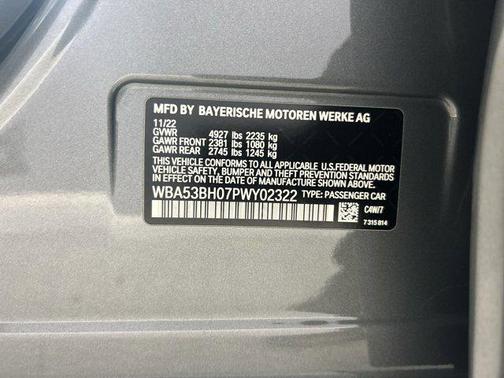 MFD BY BAYERISCHE MOTOREN WERKE AG
11/22
GVWR 4927 lbs 2235 kg
GAWR FRONT 2381 lbs 1080 kg
GAWR REAR 2745 lbs 1245 kg
THIS VEHICLE CONFORMS TO ALL APPLICABLE U.S.FEDERAL MOTOR
VEHICLE SAFETY, BUMPER, AND THEFT PREVENTION STANDARDS
IN EFFECT ON THE DATE OF MANUFACTURE SHOWN ABOVE.
WBA53BH07PWY02322 TYPE: PASSENGER CAR
C4W/7
7 315 814